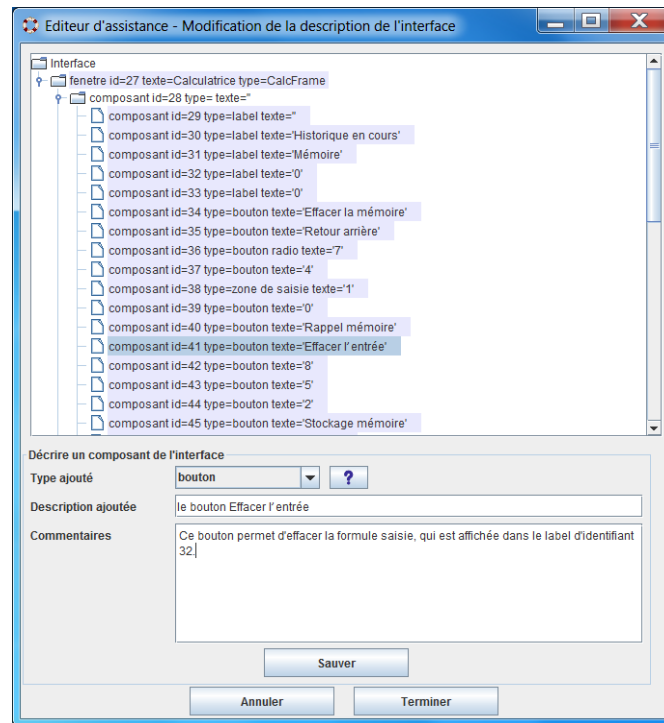 Editeur d'assistance - Modification de la description de l'interface
Interface
fenetre id=27 texte=Calculatrice type=CalcFrame
composant id=28 type= texte=''
composant id=29 type=label texte=''
composant id=30 type=label texte='Historique en cours'
composant id=31 type=label texte='Mémoire'
composant id=32 type=label texte='0'
composant id=33 type=label texte='0'
composant id=34 type=bouton texte='Effacer la mémoire'
composant id=35 type=bouton texte='Retour arrière'
composant id=36 type=bouton radio texte='7'
composant id=37 type=bouton texte='4'
composant id=38 type=zone de saisie texte='1'
composant id=39 type=bouton texte='0'
composant id=40 type=bouton texte='Rappel mémoire'
composant id=41 type=bouton texte='Effacer l'entrée'
composant id=42 type=bouton texte='8'
composant id=43 type=bouton texte='5'
composant id=44 type=bouton texte='2'
composant id=45 type=bouton texte='Stockage mémoire'
Décrire un composant de l'interface
Type ajouté bouton ?
Description ajoutée le bouton Effacer l'entrée
Commentaires Ce bouton permet d'effacer la formule saisie, qui est affichée dans le label d'identifiant
32.
Sauver
Annuler Terminer